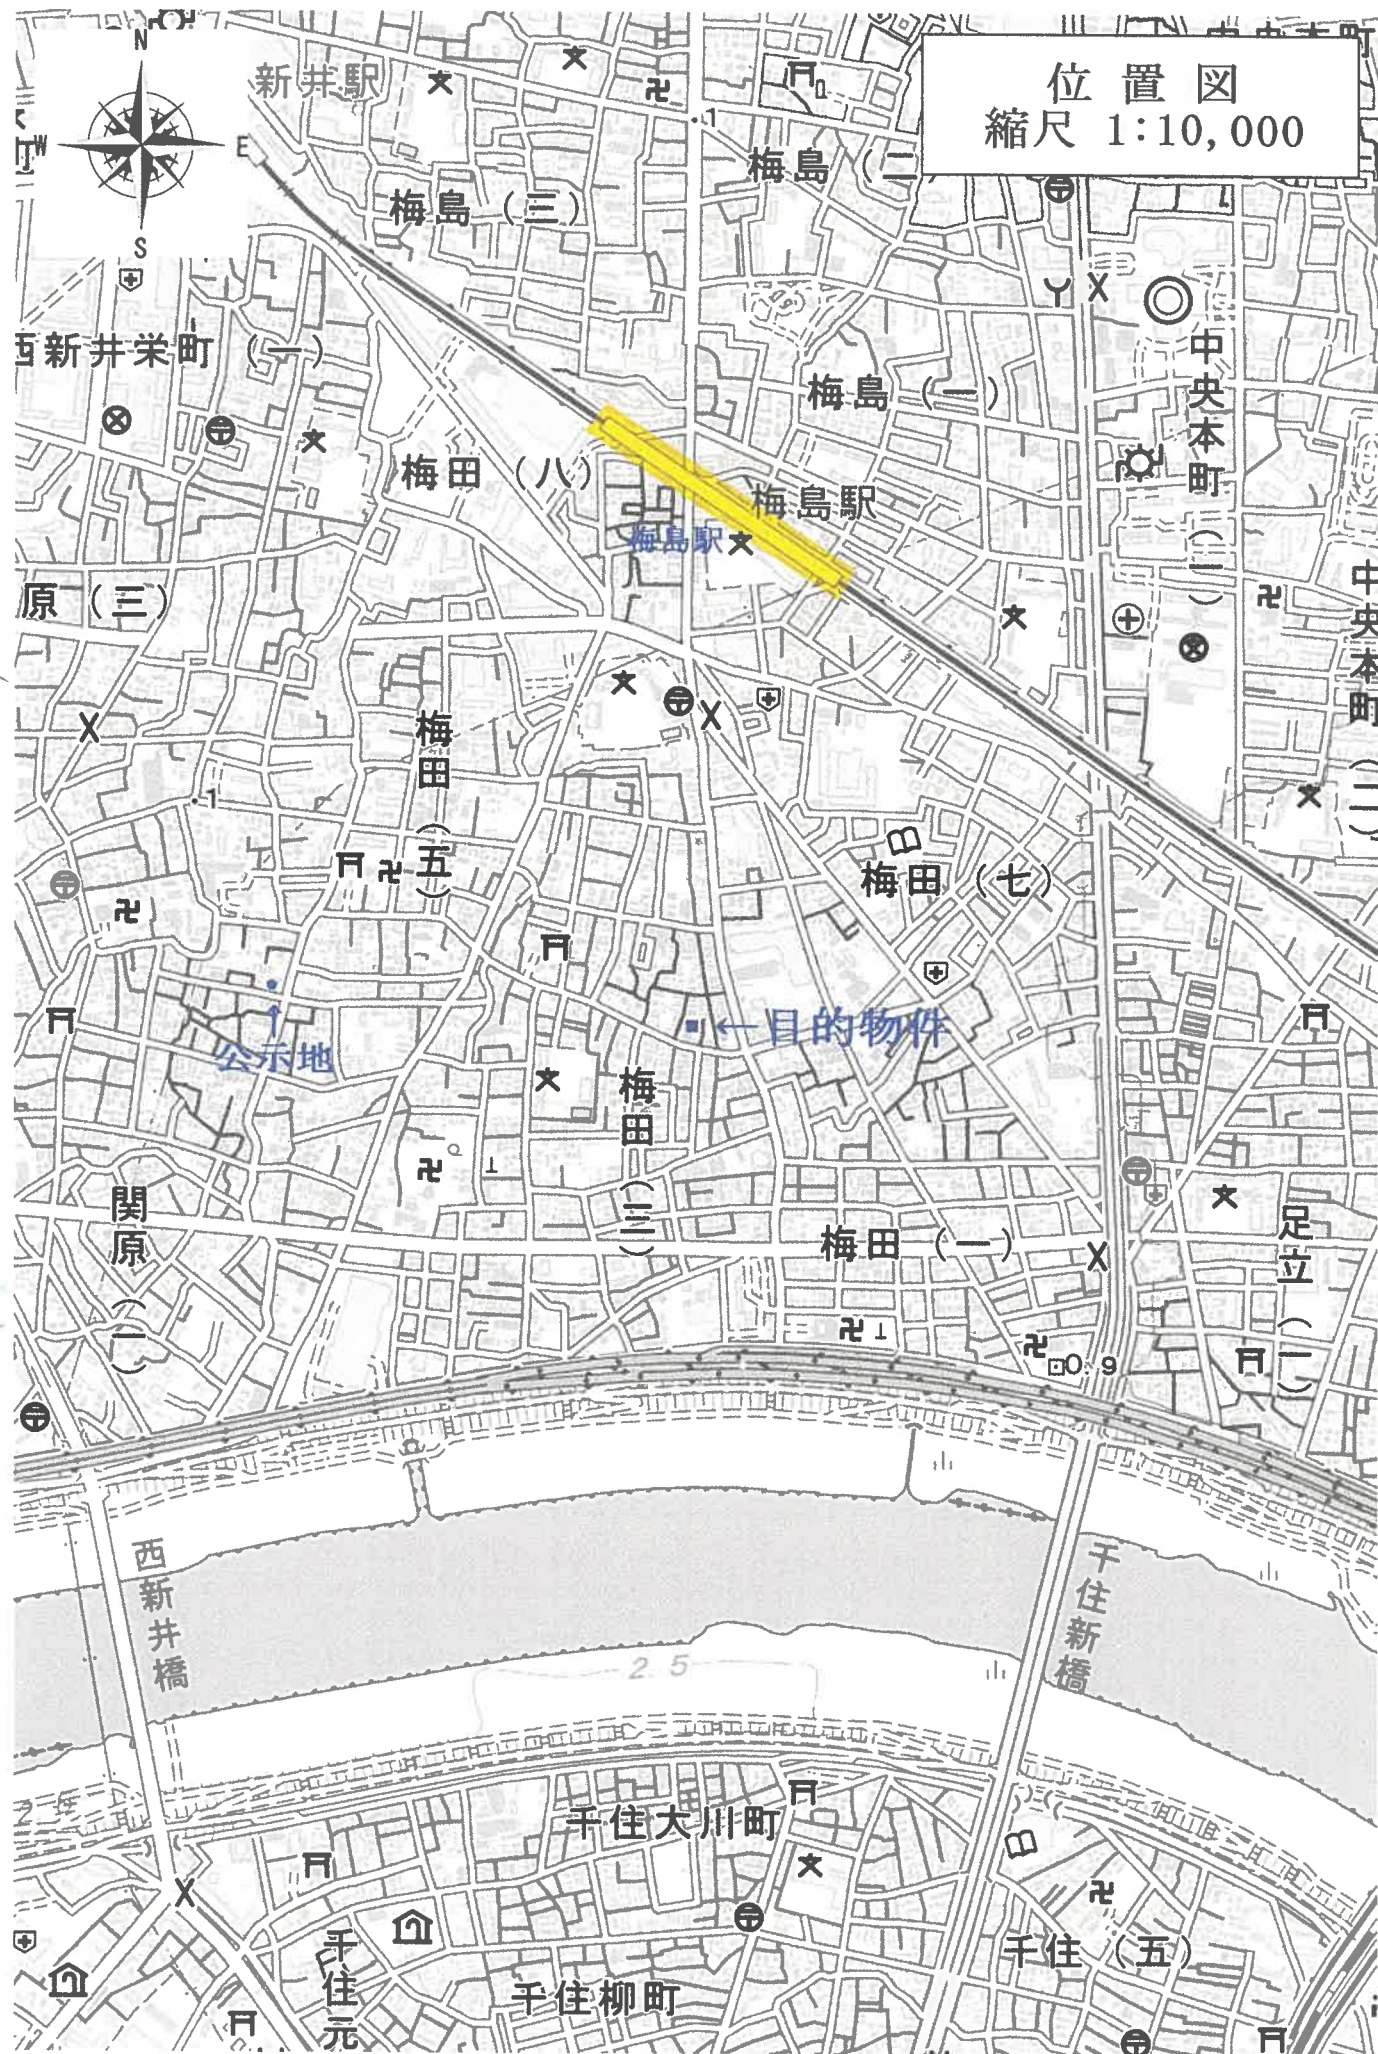 位置図
縮尺 1:10,000
N
W
E
S
新井駅
.1
梅島(二
梅島(三)
西新井栄町(一)
梅島(一)
中央本町(一)
梅田(八)
梅島駅
梅島駅
原(三)
中央本町(二)
梅田(五)
.1
梅田(七)
目的物件
公示地
梅田(三)
関原(一)
梅田(一)
足立(一)
0.9
西新井橋
千住新橋
2.5
千住大川町
千住(五)
千住元
千住柳町